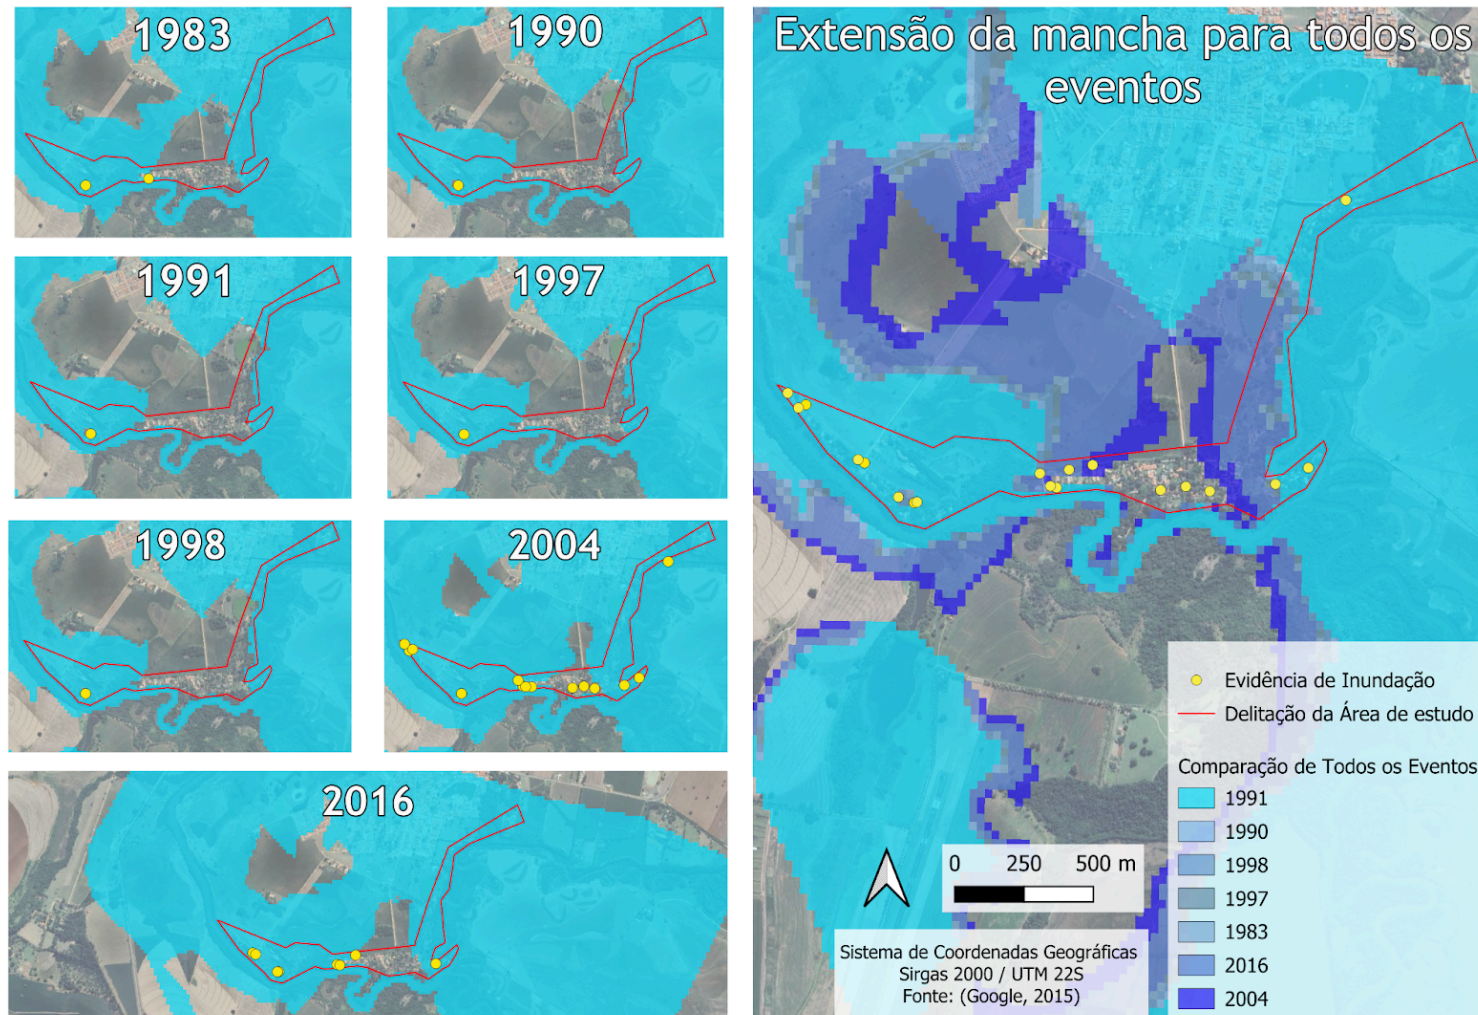 1983
1990
1991
1997
1998
2004
2016
Extensão da mancha para todos os
eventos
Evidência de Inundação
Delitação da Área de estudo
Comparação de Todos os Eventos
1991
1990
1998
1997
1983
2016
2004
0 250 500 m
Sistema de Coordenadas Geográficas
Sirgas 2000 / UTM 22S
Fonte: (Google, 2015)